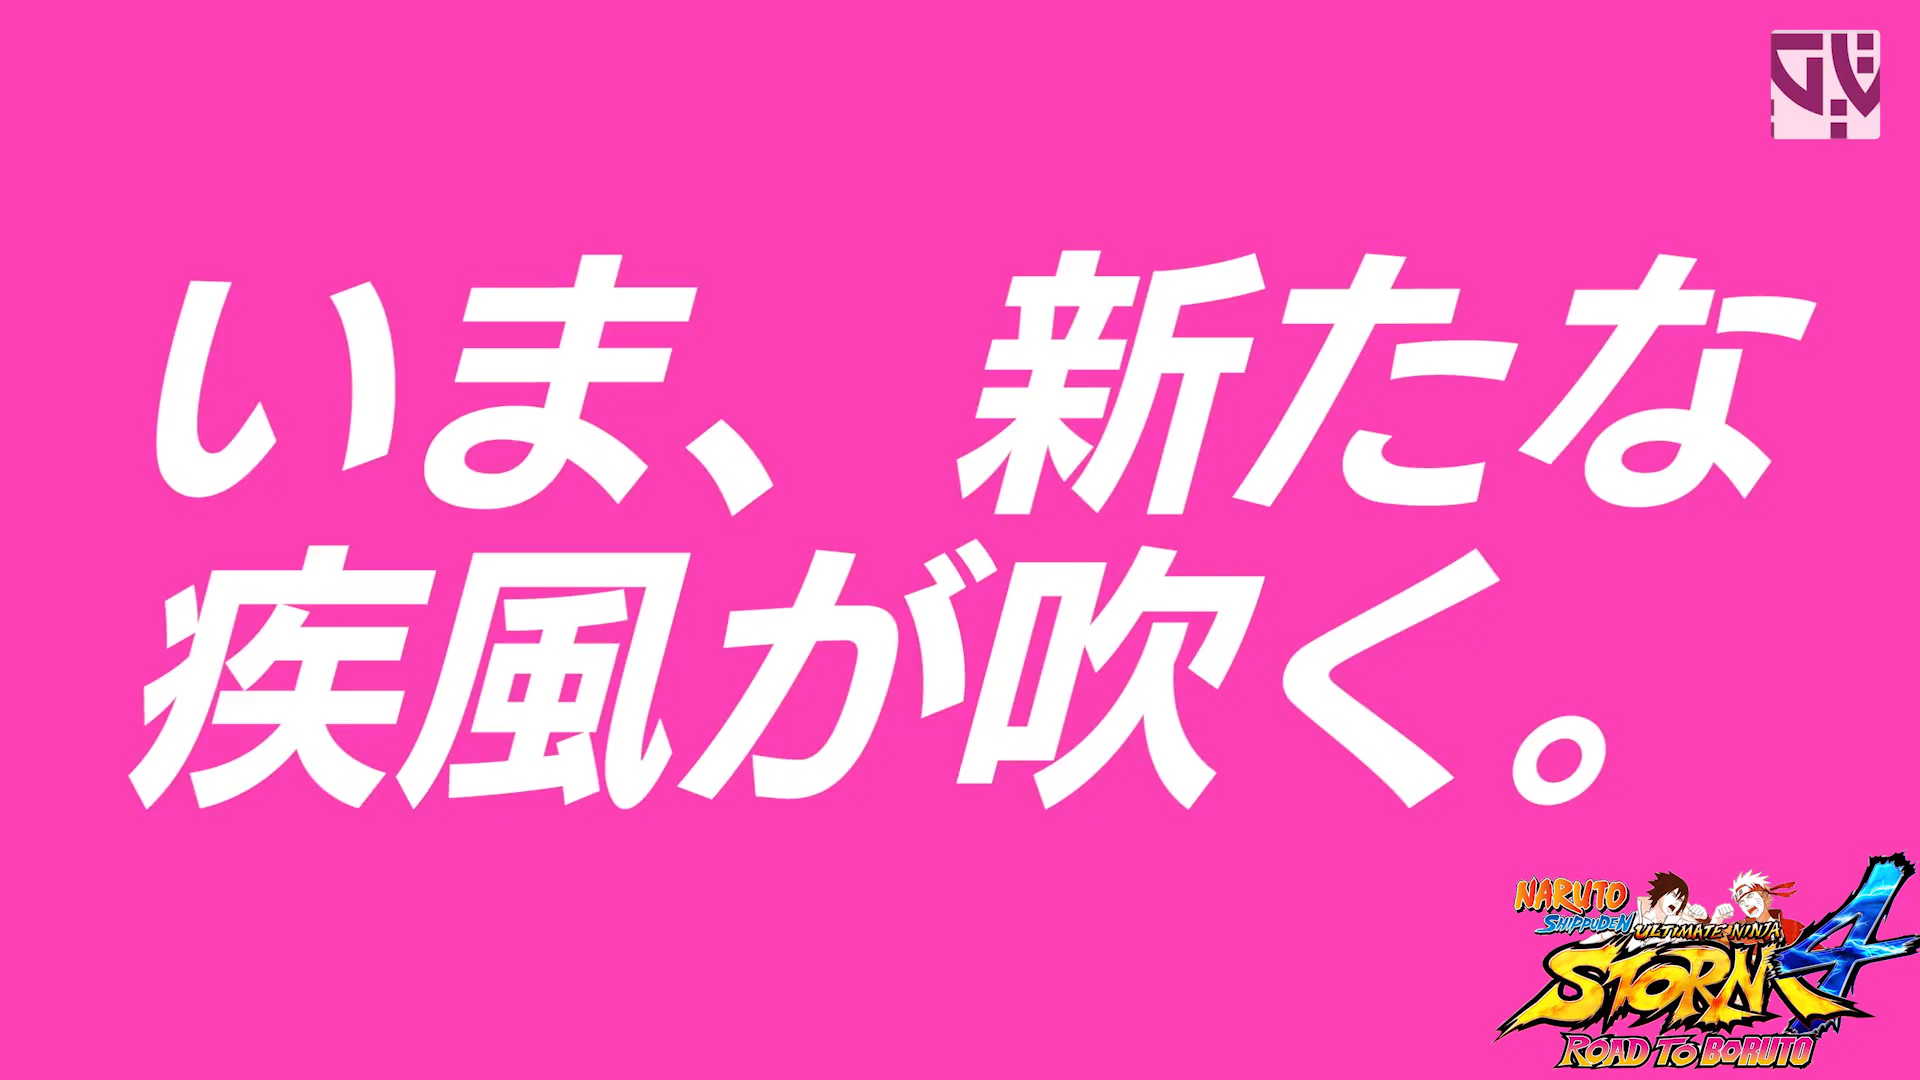 いま、新たな
疾風が吹く。
NARUTO
SHIPPUDEN
ULTIMATE NINJA
STORM 4
ROAD TO BORUTO